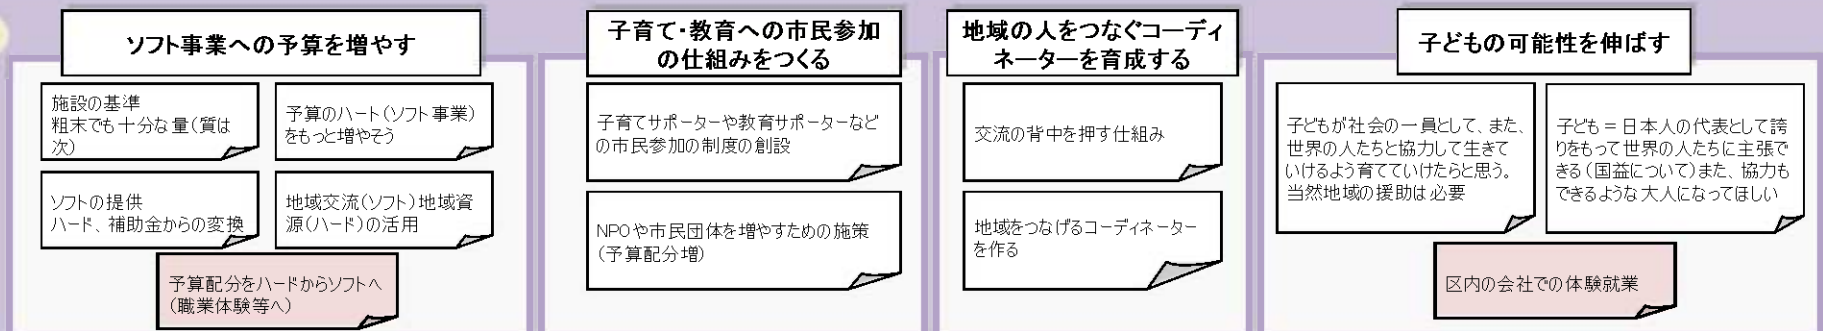 ソフト事業への予算を増やす
施設の基準
粗末でも十分な量(質は
次)
予算のハート(ソフト事業)
をもっと増やそう
ソフトの提供
ハード、補助金からの変換
地域交流(ソフト)地域資
源(ハード)の活用
予算配分をハードからソフトへ
(職業体験等へ)
子育て・教育への市民参加
の仕組みをつくる
子育てサポーターや教育サポーターなど
の市民参加の制度の創設
NPOや市民団体を増やすための施策
(予算配分増)
地域の人をつなぐコーディ
ネーターを育成する
交流の背中を押す仕組み
地域をつなげるコーディネーター
を作る
子どもの可能性を伸ばす
子どもが社会の一員として、また、
世界の人たちと協力して生きて
いけるよう育てていけたらと思う。
当然地域の援助は必要
子ども=日本人の代表として誇
りをもって世界の人たちに主張で
きる(国益について)また、協力も
できるような大人になってほしい
区内の会社での体験就業